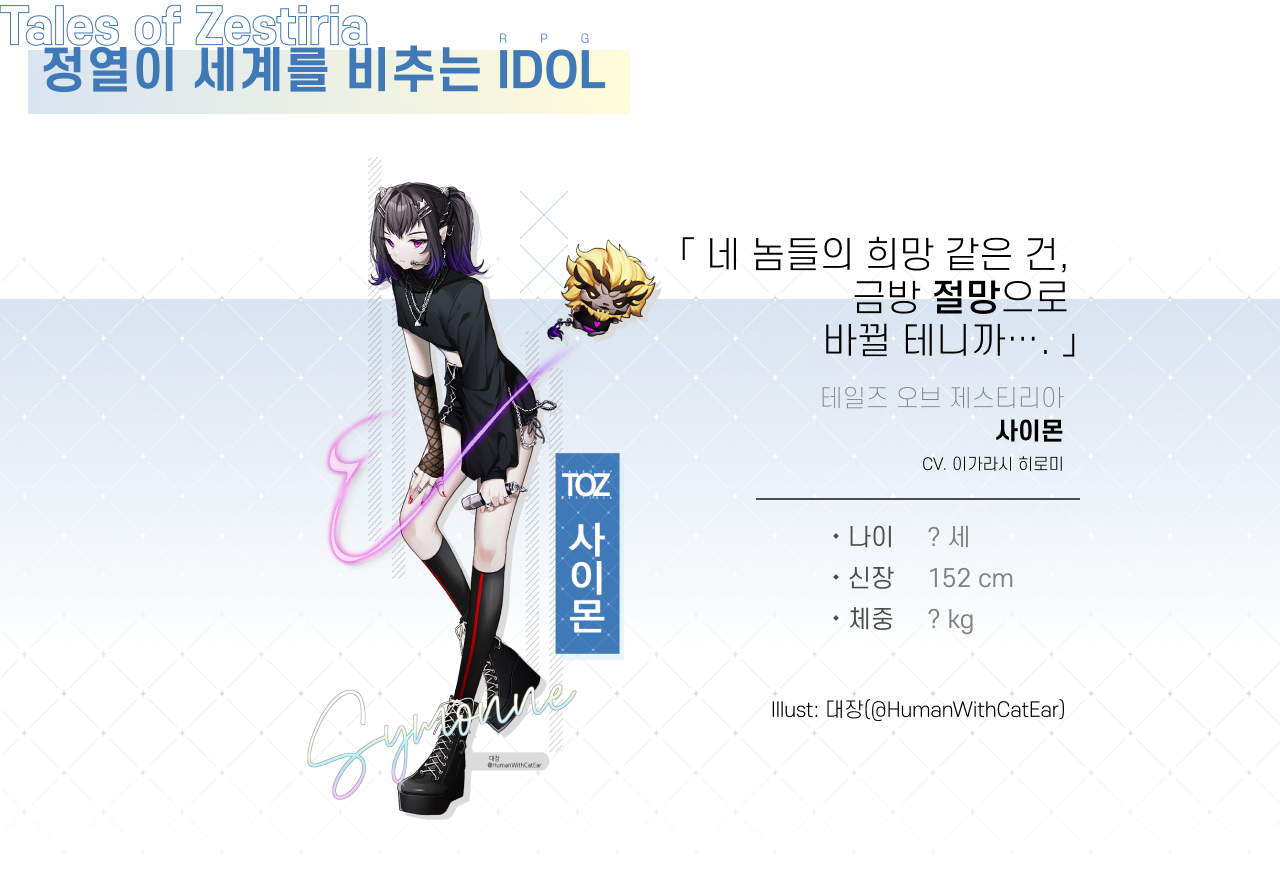 Tales of Zestiria
RPG
정열이 세계를 비추는 IDOL
「 네 놈들의 희망 같은 건,
금방 절망으로
바뀔 테니까…. 」
테일즈 오브 제스티리아
사이몬
CV. 이가라시 히로미
TOZ
사이몬
• 나이 ? 세
• 신장 152 cm
• 체중 ? kg
Symonne
대장
@HumanWithCatEar
Illust: 대장(@HumanWithCatEar)